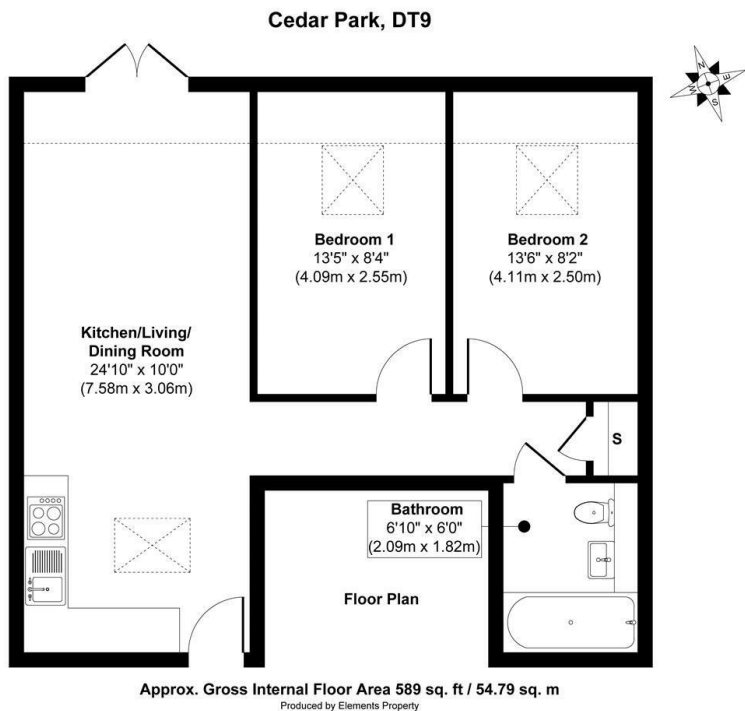 Cedar Park, DT9
N
E
S
W
Bedroom 1
13'5" x 8'4"
(4.09m x 2.55m)
Bedroom 2
13'6" x 8'2"
(4.11m x 2.50m)
Kitchen/Living/
Dining Room
24'10" x 10'0"
(7.58m x 3.06m)
S
Bathroom
6'10" x 6'0"
(2.09m x 1.82m)
Floor Plan
Approx. Gross Internal Floor Area 589 sq. ft / 54.79 sq. m
Produced by Elements Property